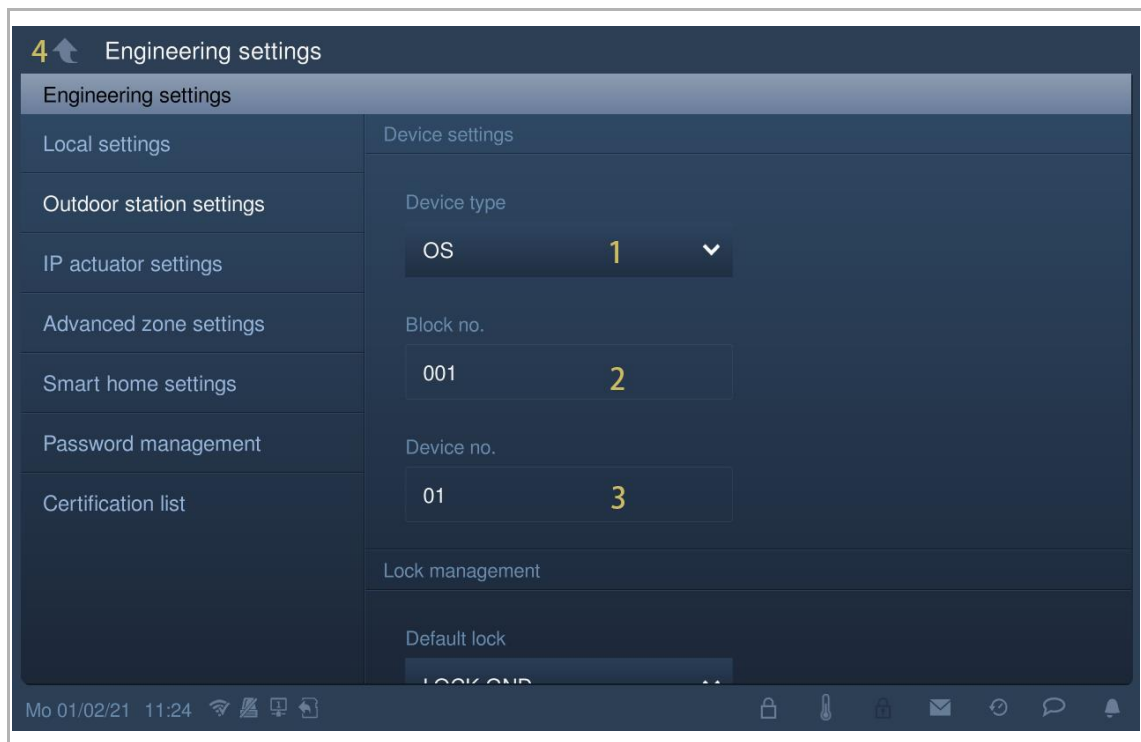 4 Engineering settings
Engineering settings
Local settings
Outdoor station settings
IP actuator settings
Advanced zone settings
Smart home settings
Password management
Certification list
Device settings
Device type
OS 1
Block no.
001 2
Device no.
01 3
Lock management
Default lock
LOCK-GND
Mo 01/02/21 11:24